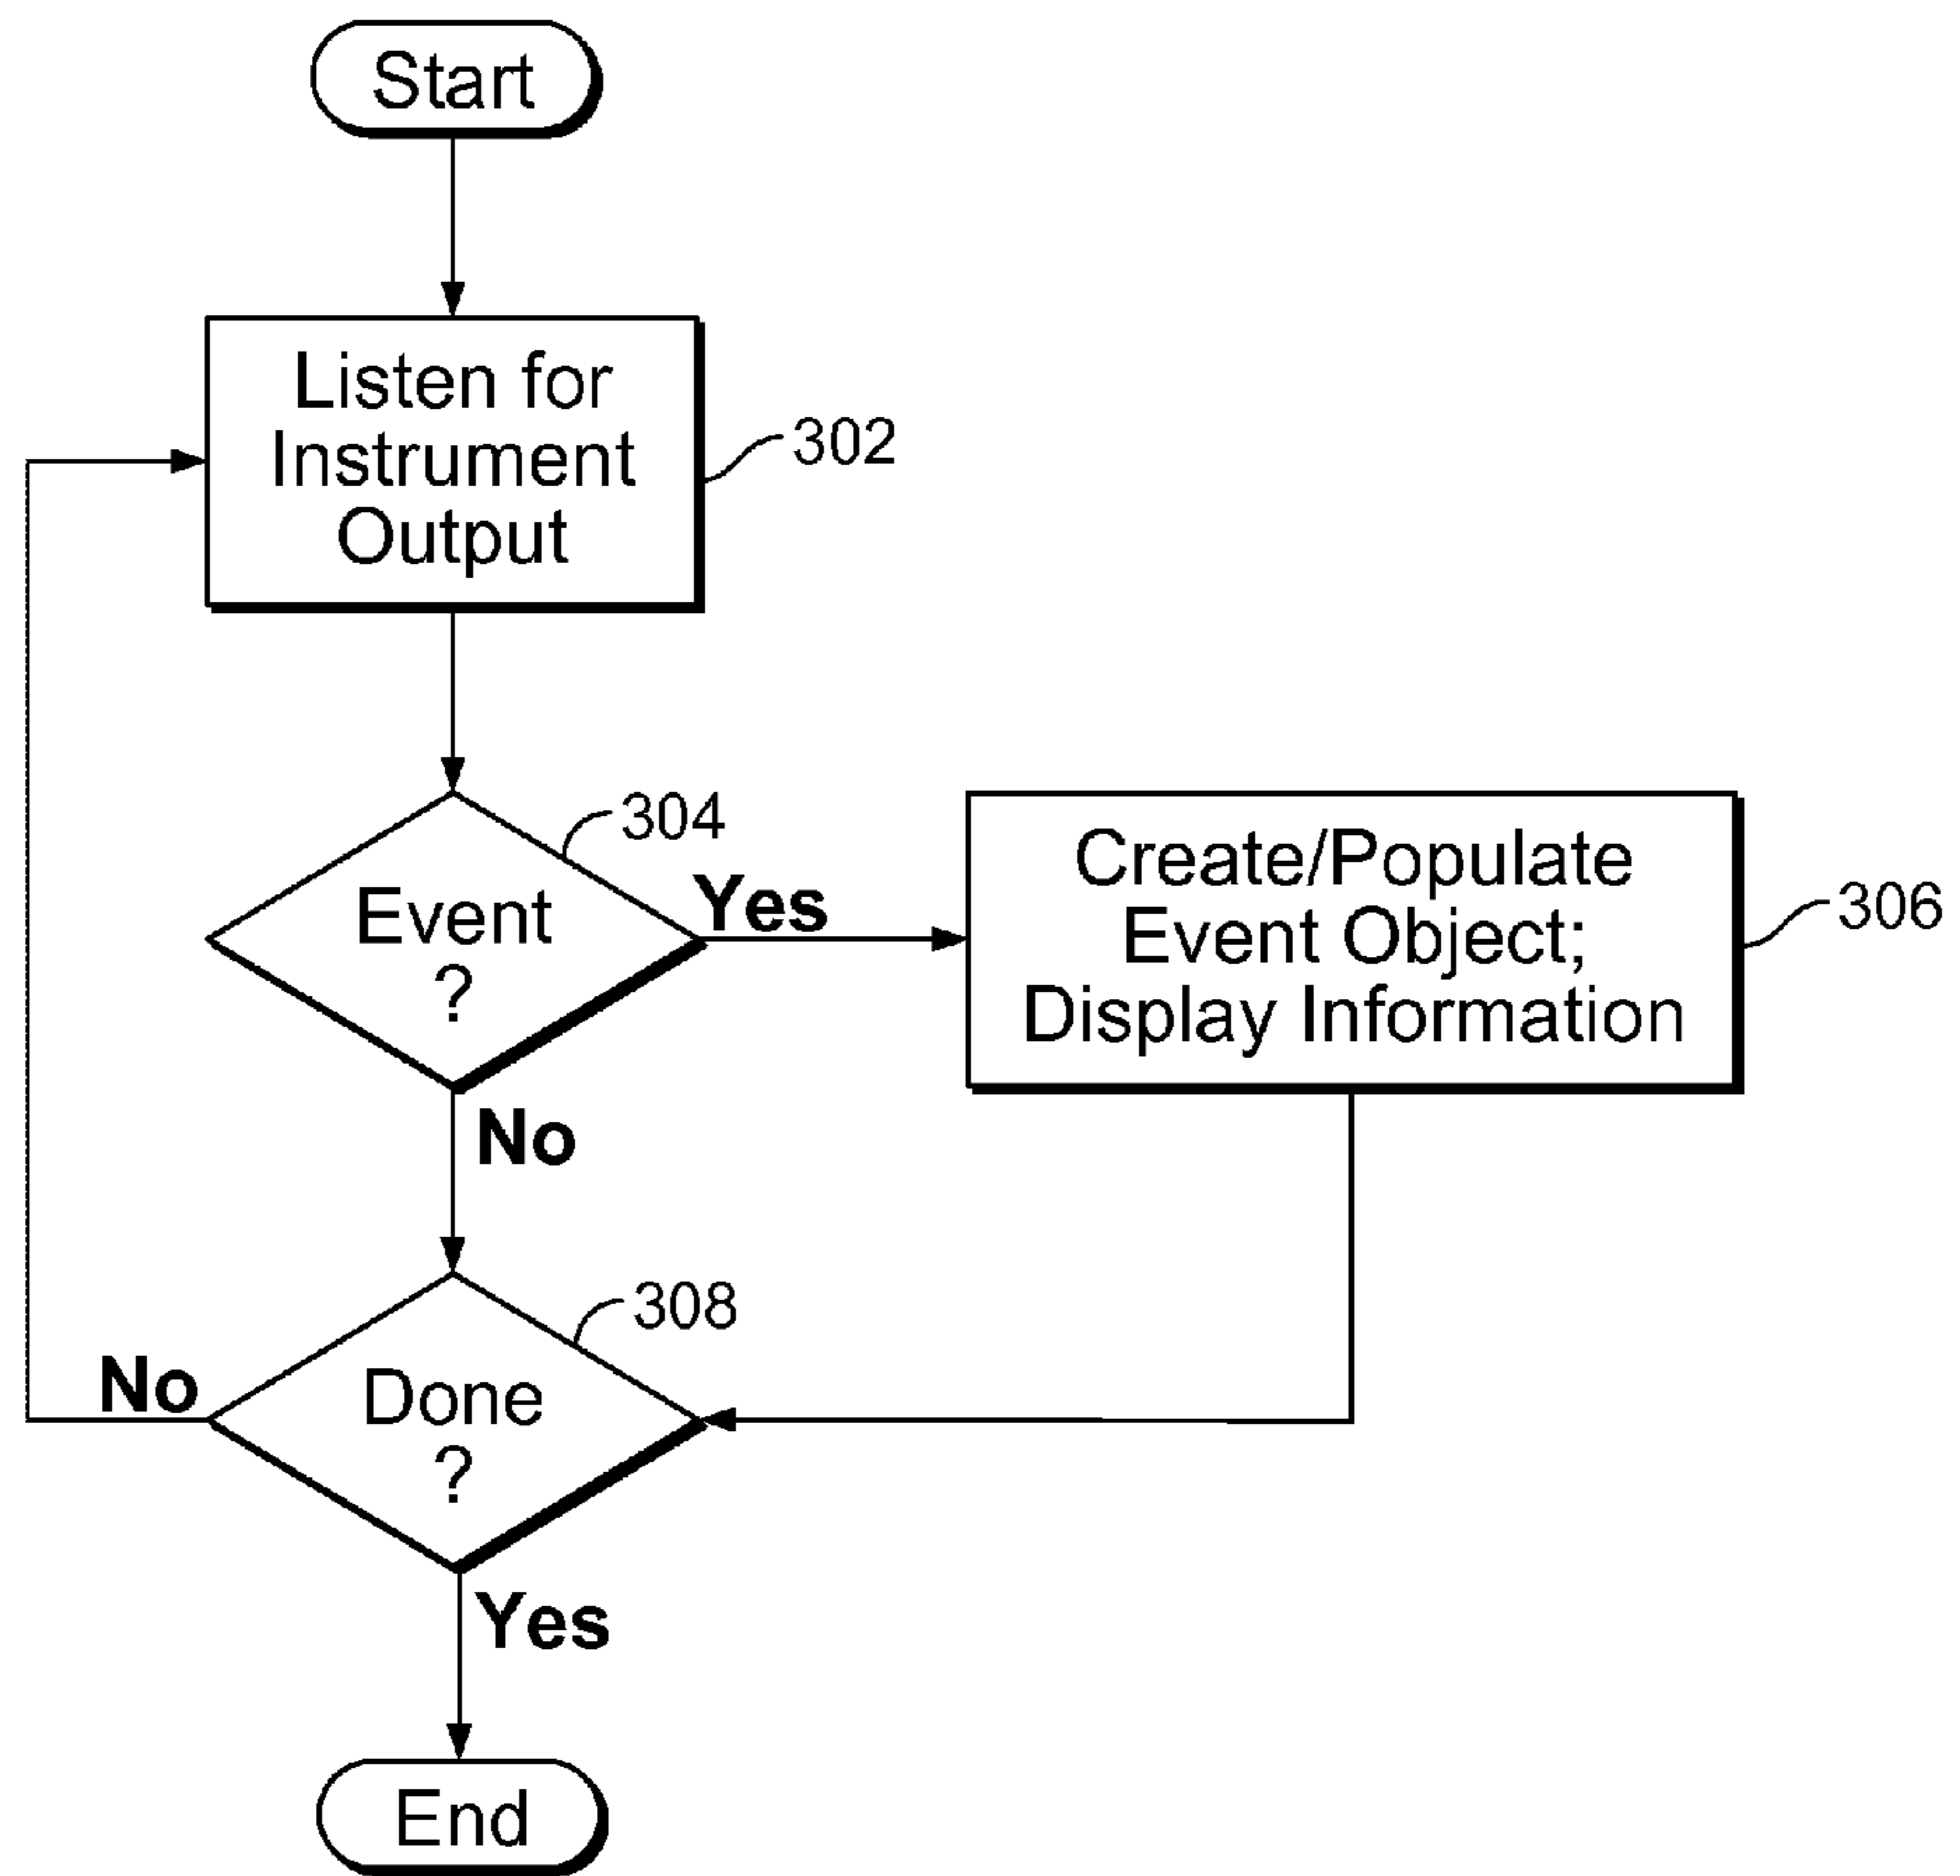 Start
Listen for
Instrument
Output
302
304
Event
?
Yes
Create/Populate
Event Object;
Display Information
306
No
308
Done
?
No
Yes
End